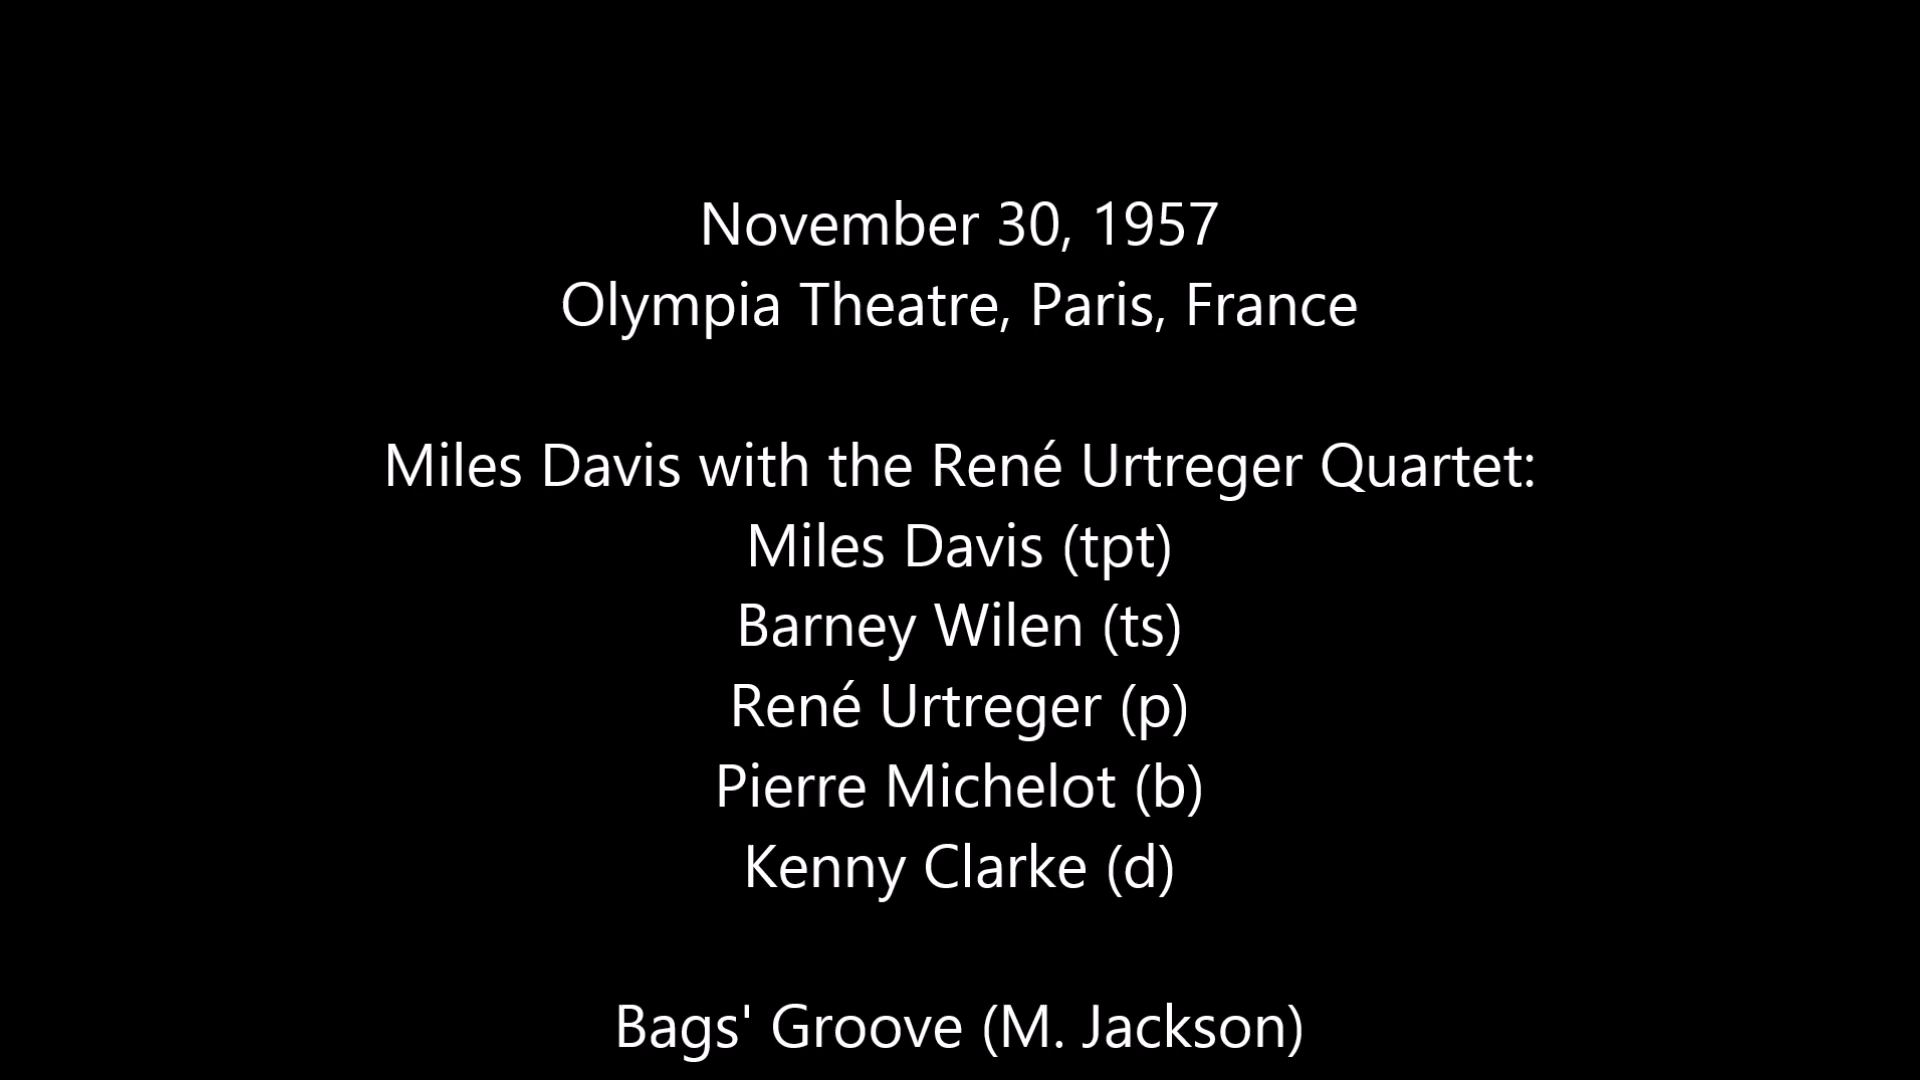 November 30, 1957
Olympia Theatre, Paris, France
Miles Davis with the René Urtreger Quartet:
Miles Davis (tpt)
Barney Wilen (ts)
René Urtreger (p)
Pierre Michelot (b)
Kenny Clarke (d)
Bags' Groove (M. Jackson)